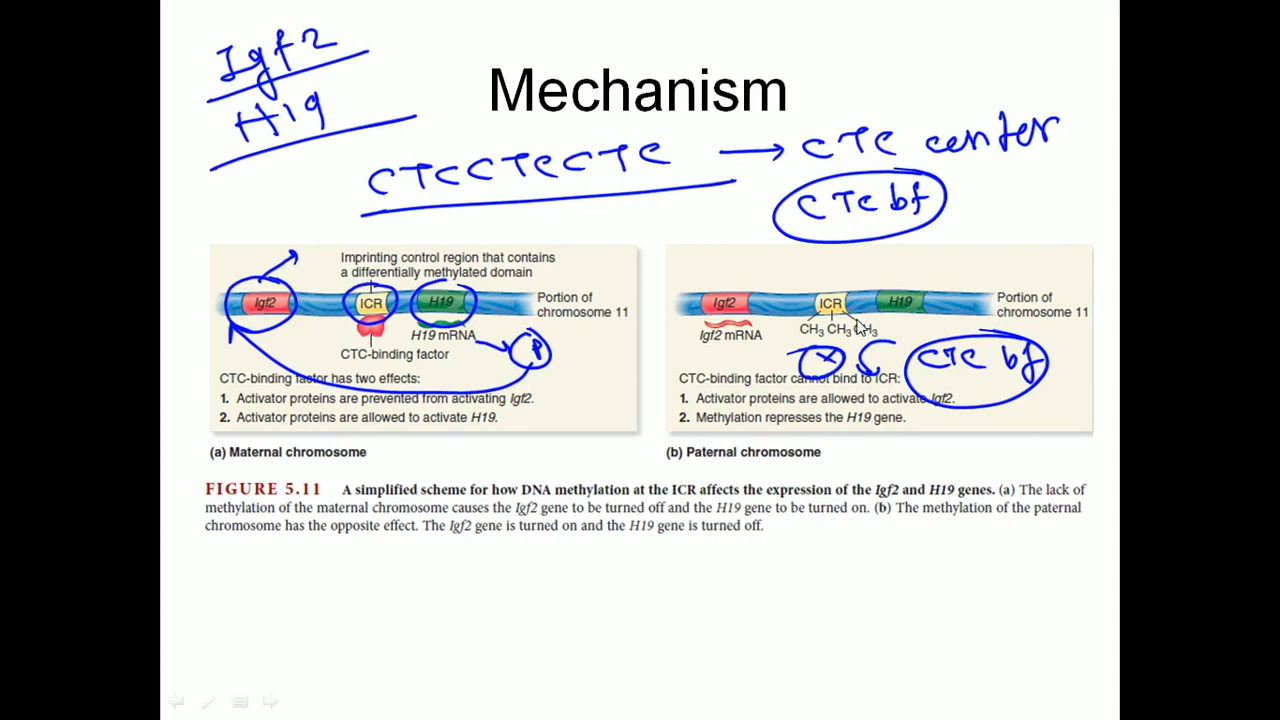 Igf2
H19
Mechanism
CTCCTCCTC → CTC center
CTC bf
Imprinting control region that contains
a differentially methylated domain
Igf2
ICR
H19
Portion of
chromosome 11
H19 mRNA
P
CTC-binding factor
CTC-binding factor has two effects:
1. Activator proteins are prevented from activating Igf2.
2. Activator proteins are allowed to activate H19.
(a) Maternal chromosome
Igf2
ICR
H19
Portion of
chromosome 11
Igf2 mRNA
CH3 CH3 CH3
X
CTC bf
CTC-binding factor cannot bind to ICR:
1. Activator proteins are allowed to activate Igf2.
2. Methylation represses the H19 gene.
(b) Paternal chromosome
FIGURE 5.11 A simplified scheme for how DNA methylation at the ICR affects the expression of the Igf2 and H19 genes. (a) The lack of
methylation of the maternal chromosome causes the Igf2 gene to be turned off and the H19 gene to be turned on. (b) The methylation of the paternal
chromosome has the opposite effect. The Igf2 gene is turned on and the H19 gene is turned off.